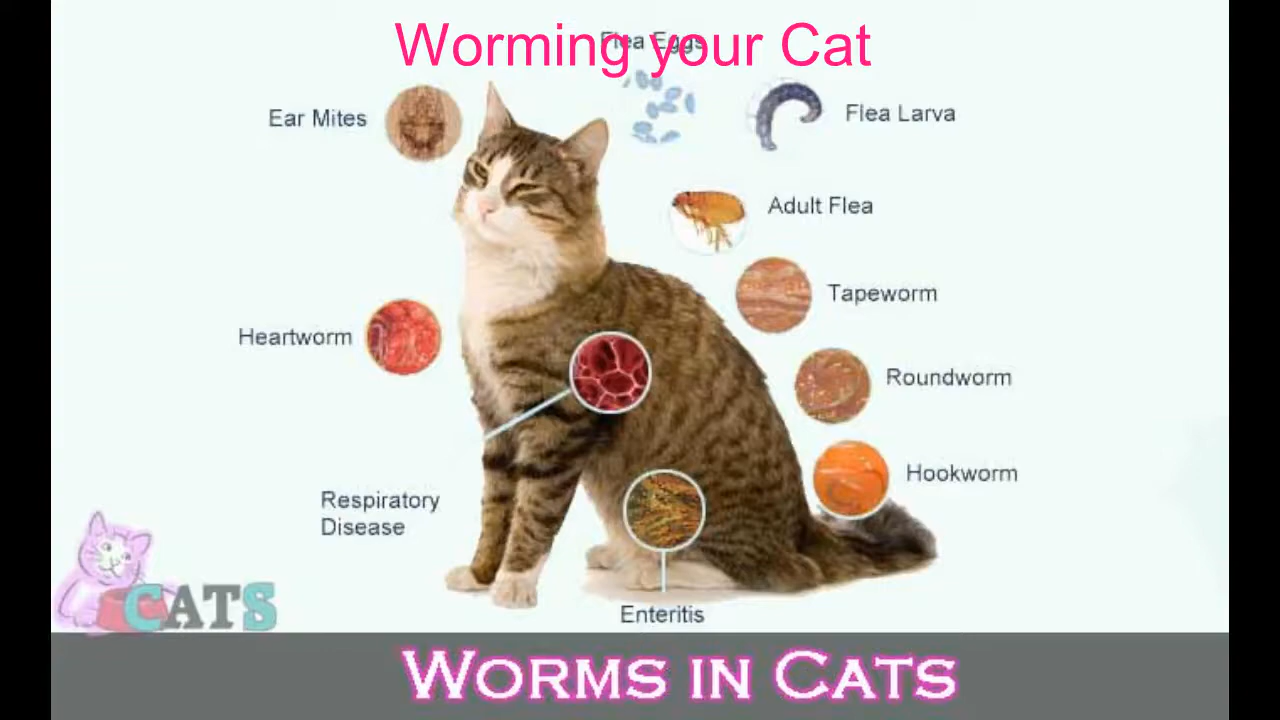 Worming your Cat
Flea Eggs
Ear Mites
Flea Larva
Adult Flea
Tapeworm
Heartworm
Roundworm
Hookworm
Respiratory
Disease
Enteritis
CATS
WORMS IN CATS